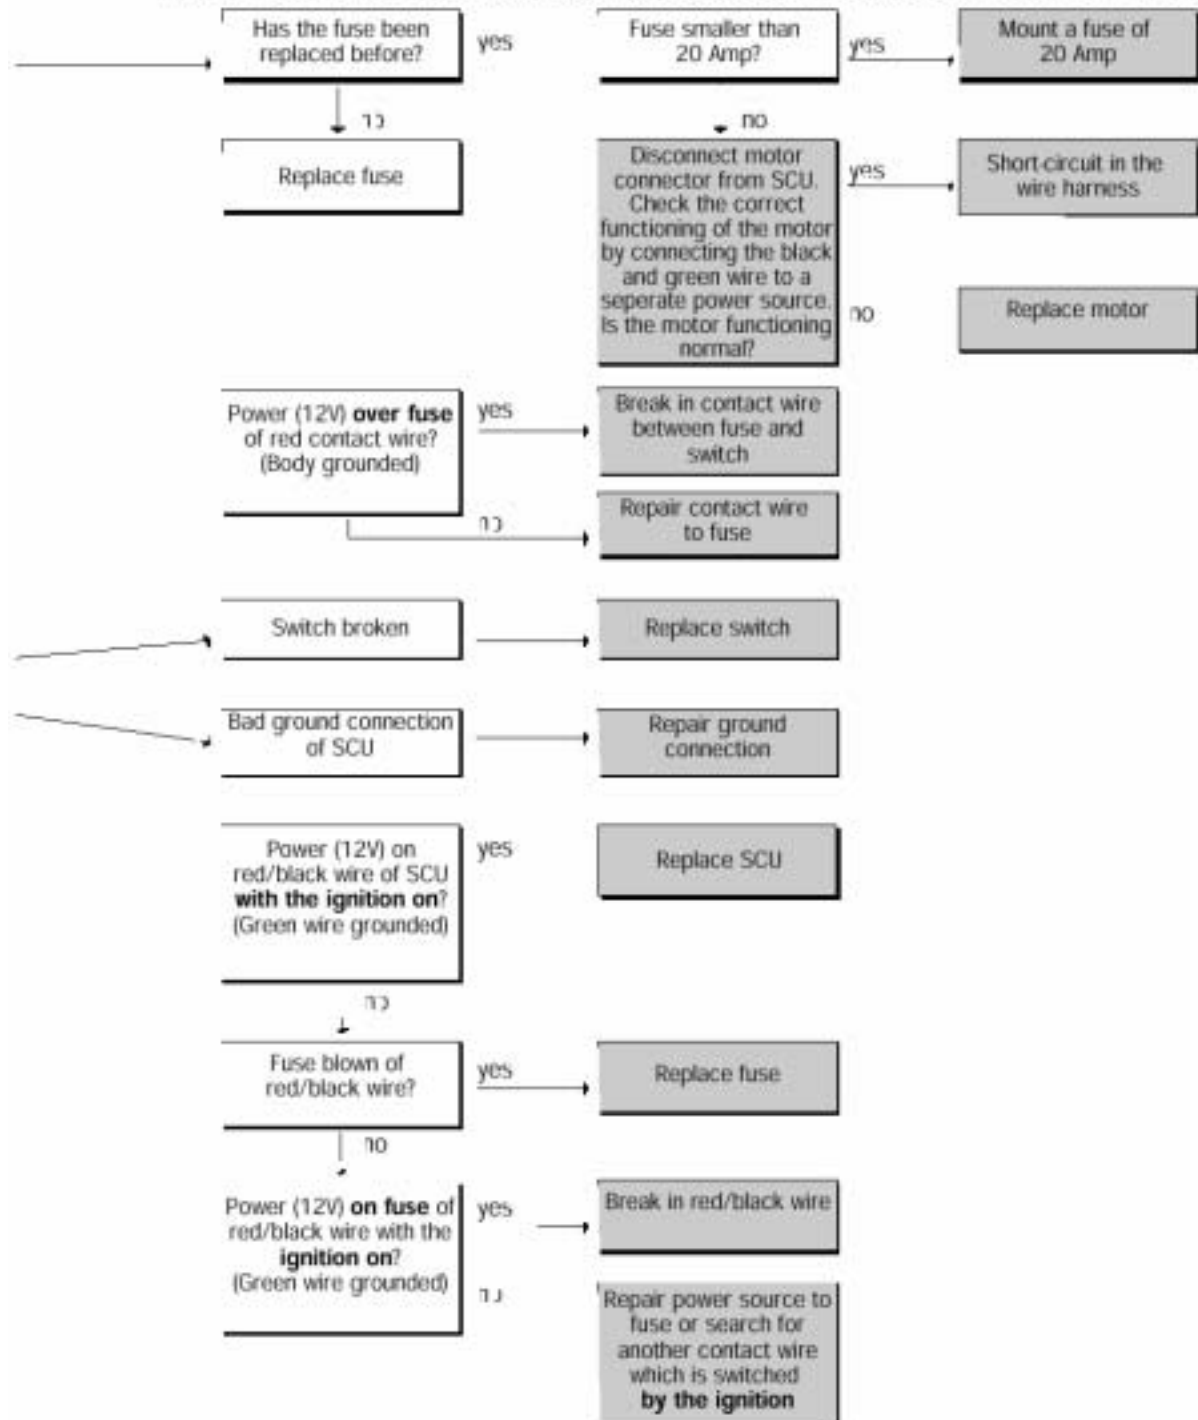 Has the fuse been
replaced before?
yes
Fuse smaller than
20 Amp?
yes
Mount a fuse of
20 Amp
no
Replace fuse
Disconnect motor
connector from SCU.
Check the correct
functioning of the motor
by connecting the black
and green wire to a
seperate power source.
Is the motor functioning
normal?
yes
Short-circuit in the
wire harness
no
Replace motor
Power (12V) over fuse
of red contact wire?
(Body grounded)
yes
Break in contact wire
between fuse and
switch
Repair contact wire
to fuse
Switch broken
Replace switch
Bad ground connection
of SCU
Repair ground
connection
Power (12V) on
red/black wire of SCU
with the ignition on?
(Green wire grounded)
yes
Replace SCU
Fuse blown of
red/black wire?
yes
Replace fuse
no
Power (12V) on fuse of
red/black wire with the
ignition on?
(Green wire grounded)
yes
Break in red/black wire
Repair power source to
fuse or search for
another contact wire
which is switched
by the ignition